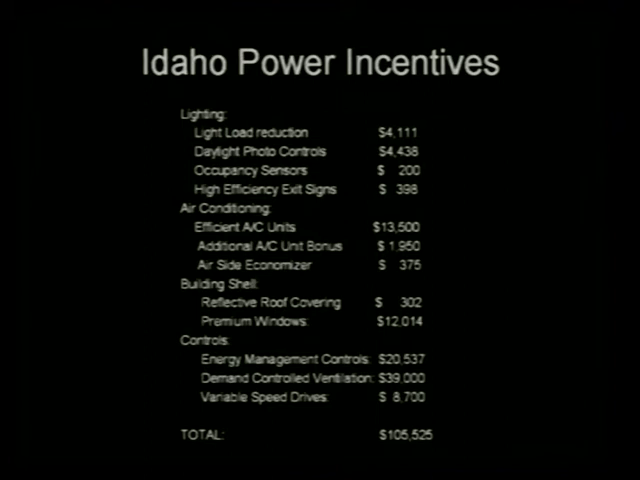 Idaho Power Incentives
Lighting:
Light Load reduction $4,111
Daylight Photo Controls $4,438
Occupancy Sensors $ 200
High Efficiency Exit Signs $ 398
Air Conditioning:
Efficient A/C Units $13,500
Additional A/C Unit Bonus $ 1,950
Air Side Economizer $ 375
Building Shell:
Reflective Roof Covering $ 302
Premium Windows: $12,014
Controls:
Energy Management Controls: $20,537
Demand Controlled Ventilation: $39,000
Variable Speed Drives: $ 8,700
TOTAL: $105,525